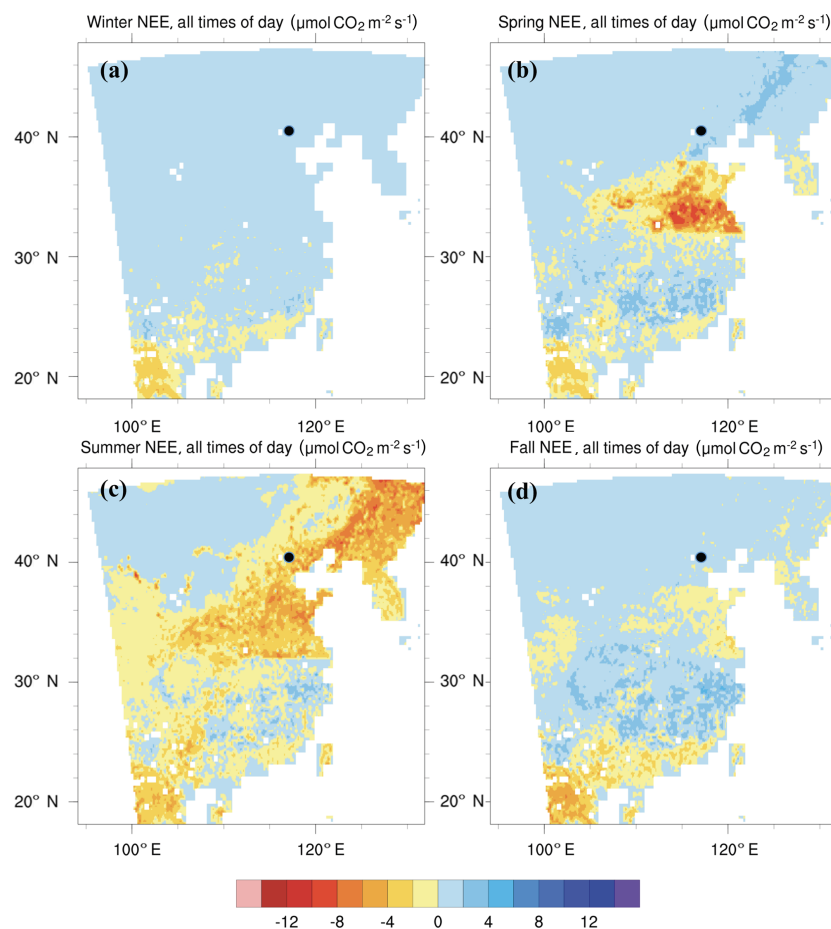 Winter NEE, all times of day (μmol CO₂ m⁻² s⁻¹) Spring NEE, all times of day (μmol CO₂ m⁻² s⁻¹)
(a) (b)
40° N 40° N
30° N 30° N
20° N 20° N
100° E 120° E 100° E 120° E
Summer NEE, all times of day (μmol CO₂ m⁻² s⁻¹) Fall NEE, all times of day (μmol CO₂ m⁻² s⁻¹)
(c) (d)
40° N 40° N
30° N 30° N
20° N 20° N
100° E 120° E 100° E 120° E
-12 -8 -4 0 4 8 12